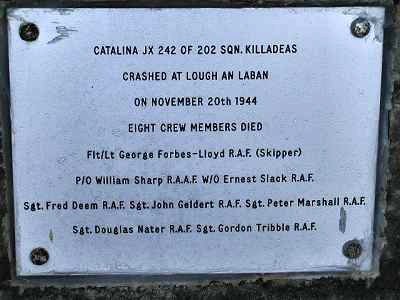 CATALINA JX 242 OF 202 SQN. KILLADEAS
CRASHED AT LOUGH AN LABAN
ON NOVEMBER 20th 1944
EIGHT CREW MEMBERS DIED
Flt/Lt George Forbes-Lloyd R.A.F. (Skipper)
P/O William Sharp R.A.A.F. W/O Ernest Slack R.A.F.
Sgt. Fred Deem R.A.F. Sgt. John Geldert R.A.F. Sgt. Peter Marshall R.A.F.
Sgt. Douglas Nater R.A.F. Sgt. Gordon Tribble R.A.F.